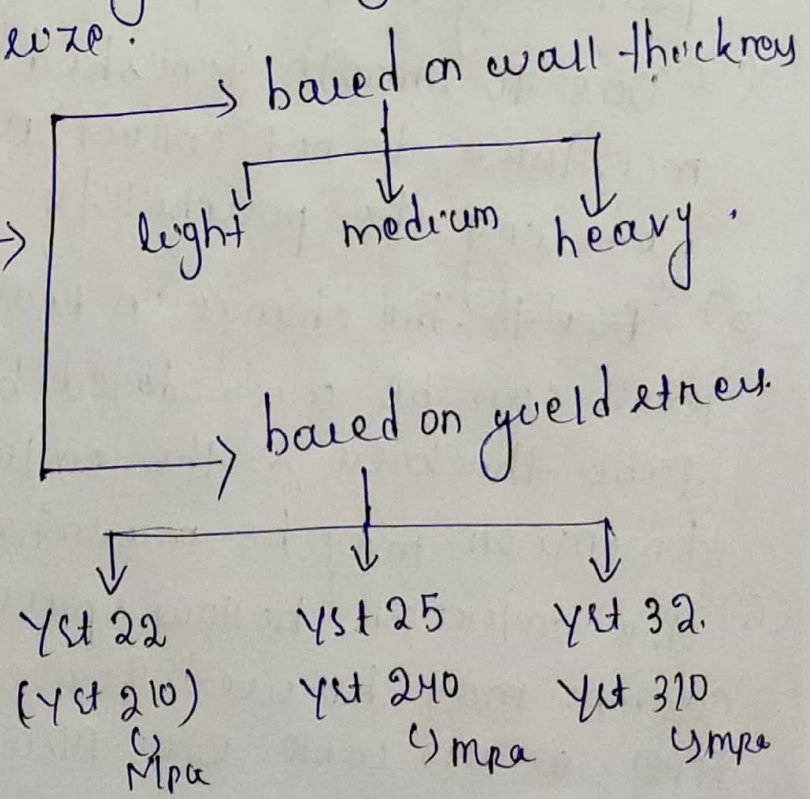 size.
→ based on wall thickness
light medium heavy.
→
→ based on yield stress.
Yst 22 Yst 25 Yst 32.
(Yst 210) Yst 240 Yst 310
Mpa mpa mpa